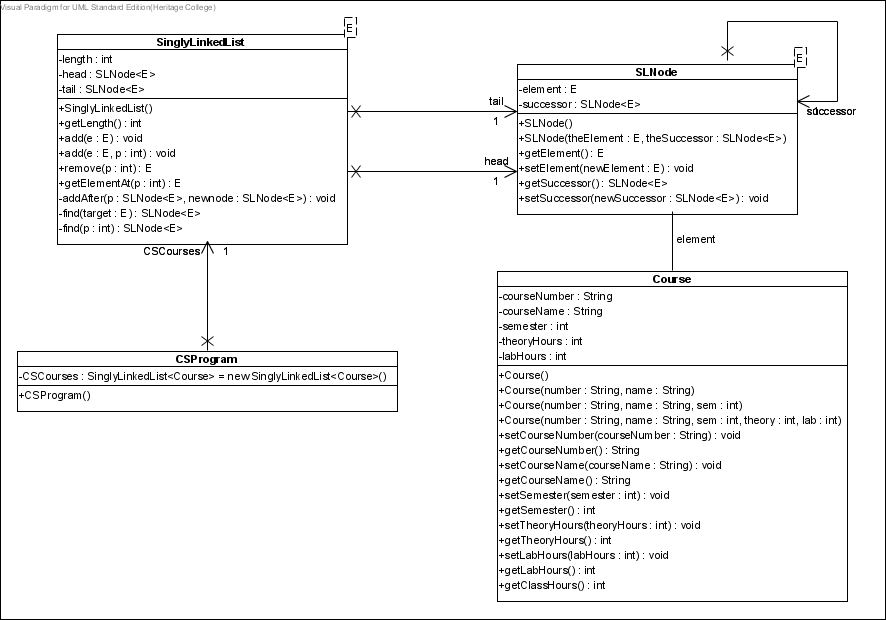 Visual Paradigm for UML Standard Edition(Heritage College)
E
SinglyLinkedList
-length : int
-head : SLNode<E>
-tail : SLNode<E>
+SinglyLinkedList()
+getLength() : int
+add(e : E) : void
+add(e : E, p : int) : void
+remove(p : int) : E
+getElementAt(p : int) : E
-addAfter(p : SLNode<E>, newnode : SLNode<E>) : void
-find(target : E) : SLNode<E>
-find(p : int) : SLNode<E>
tail
1
head
1
E
SLNode
-element : E
-successor : SLNode<E>
+SLNode()
+SLNode(theElement : E, theSuccessor : SLNode<E>)
+getElement() : E
+setElement(newElement : E) : void
+getSuccessor() : SLNode<E>
+setSuccessor(newSuccessor : SLNode<E>) : void
1
successor
element
CSCourses
1
CSProgram
-CSCourses : SinglyLinkedList<Course> = new SinglyLinkedList<Course>()
+CSProgram()
Course
-courseNumber : String
-courseName : String
-semester : int
-theoryHours : int
-labHours : int
+Course()
+Course(number : String, name : String)
+Course(number : String, name : String, sem : int)
+Course(number : String, name : String, sem : int, theory : int, lab : int)
+setCourseNumber(courseNumber : String) : void
+getCourseNumber() : String
+setCourseName(courseName : String) : void
+getCourseName() : String
+setSemester(semester : int) : void
+getSemester() : int
+setTheoryHours(theoryHours : int) : void
+getTheoryHours() : int
+setLabHours(labHours : int) : void
+getLabHours() : int
+getClassHours() : int